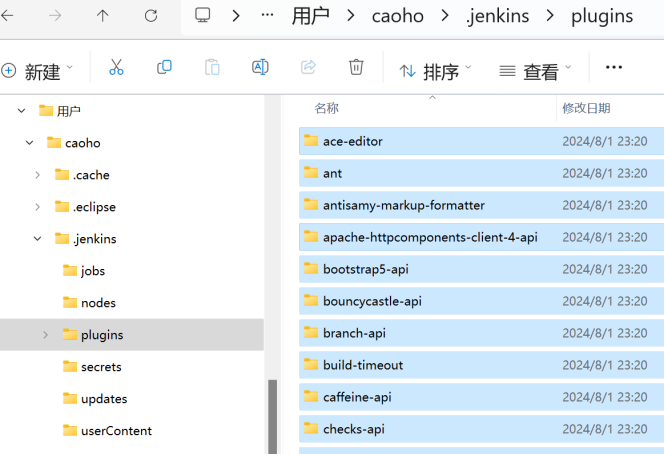 用户 caoho .jenkins plugins
新建 排序 查看
用户
caoho
.cache
.eclipse
.jenkins
jobs
nodes
plugins
secrets
updates
userContent
名称 修改日期
ace-editor 2024/8/1 23:20
ant 2024/8/1 23:20
antisamy-markup-formatter 2024/8/1 23:20
apache-httpcomponents-client-4-api 2024/8/1 23:20
bootstrap5-api 2024/8/1 23:20
bouncycastle-api 2024/8/1 23:20
branch-api 2024/8/1 23:20
build-timeout 2024/8/1 23:20
caffeine-api 2024/8/1 23:20
checks-api 2024/8/1 23:20